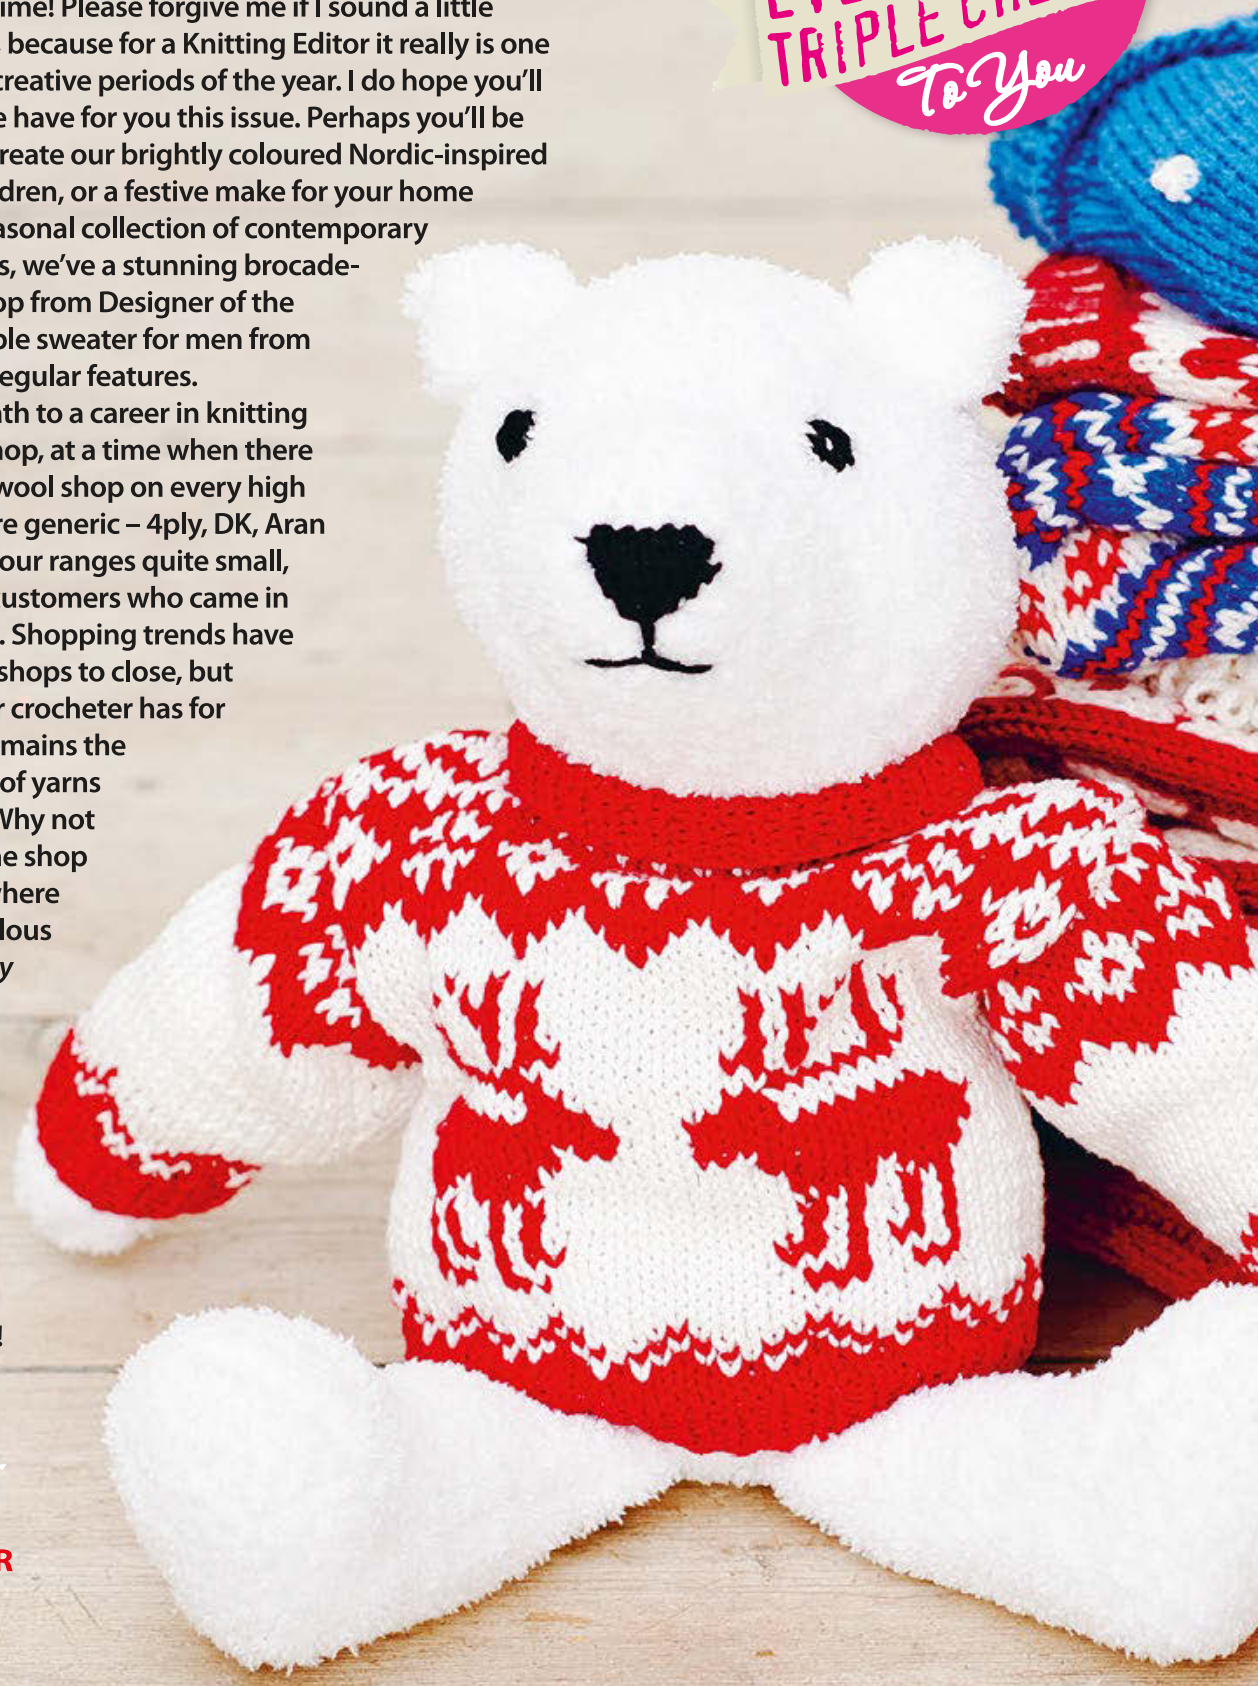 ime! Please forgive me if I sound a little
because for a Knitting Editor it really is one
creative periods of the year. I do hope you’ll
e have for you this issue. Perhaps you’ll be
reate our brightly coloured Nordic-inspired
dren, or a festive make for your home
asonal collection of contemporary
s, we’ve a stunning brocade-
op from Designer of the
ble sweater for men from
egular features.
ath to a career in knitting
hop, at a time when there
wool shop on every high
re generic – 4ply, DK, Aran
our ranges quite small,
customers who came in
. Shopping trends have
shops to close, but
r crocheter has for
mains the
of yarns
Why not
ne shop
where
lous
y
!
R
TRIPLE
To You